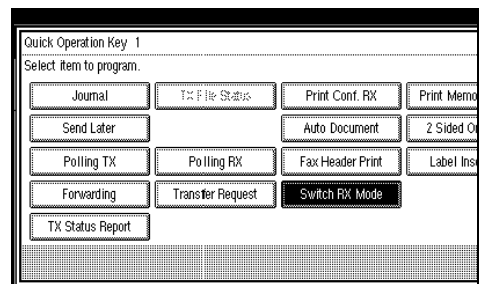 Quick Operation Key 1
Select item to program.
Journal TX File Status Print Conf. RX Print Memo
Send Later Auto Document 2 Sided O
Polling TX Polling RX Fax Header Print Label Ins
Forwarding Transfer Request Switch RX Mode
TX Status Report